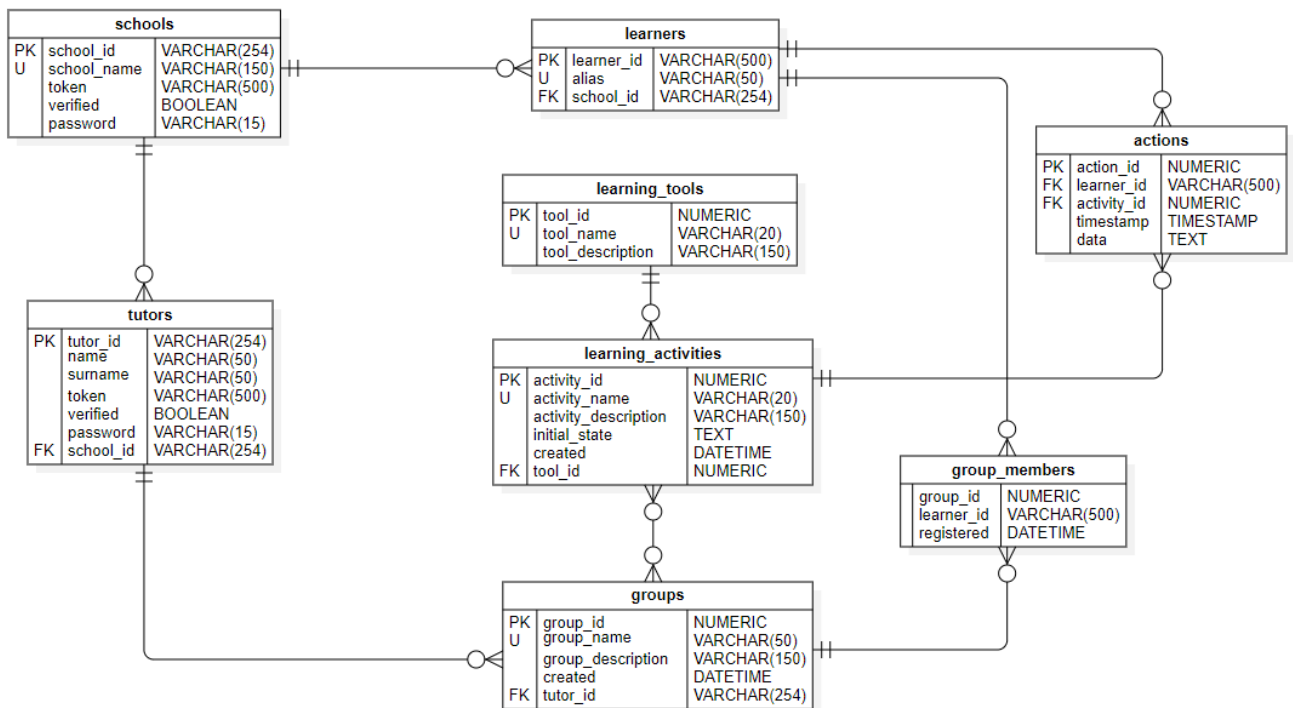 schools
PK school_id VARCHAR(254)
U school_name VARCHAR(150)
token VARCHAR(500)
verified BOOLEAN
password VARCHAR(15)
learners
PK learner_id VARCHAR(500)
U alias VARCHAR(50)
FK school_id VARCHAR(254)
actions
PK action_id NUMERIC
FK learner_id VARCHAR(500)
FK activity_id NUMERIC
timestamp TIMESTAMP
data TEXT
learning_tools
PK tool_id NUMERIC
U tool_name VARCHAR(20)
tool_description VARCHAR(150)
tutors
PK tutor_id VARCHAR(254)
name VARCHAR(50)
surname VARCHAR(50)
token VARCHAR(500)
verified BOOLEAN
password VARCHAR(15)
FK school_id VARCHAR(254)
learning_activities
PK activity_id NUMERIC
U activity_name VARCHAR(20)
activity_description VARCHAR(150)
initial_state TEXT
created DATETIME
FK tool_id NUMERIC
group_members
group_id NUMERIC
learner_id VARCHAR(500)
registered DATETIME
groups
PK group_id NUMERIC
U group_name VARCHAR(50)
group_description VARCHAR(150)
created DATETIME
FK tutor_id VARCHAR(254)